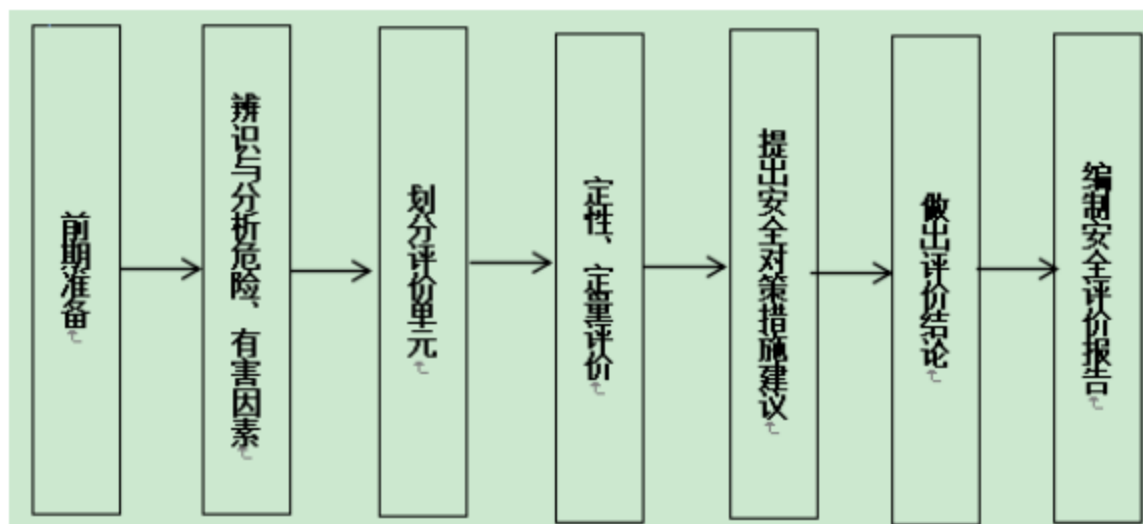 前期准备
辨识与分析危险、有害因素
划分评价单元
定性、定量评价
提出安全对策措施建议
做出评价结论
编制安全评价报告